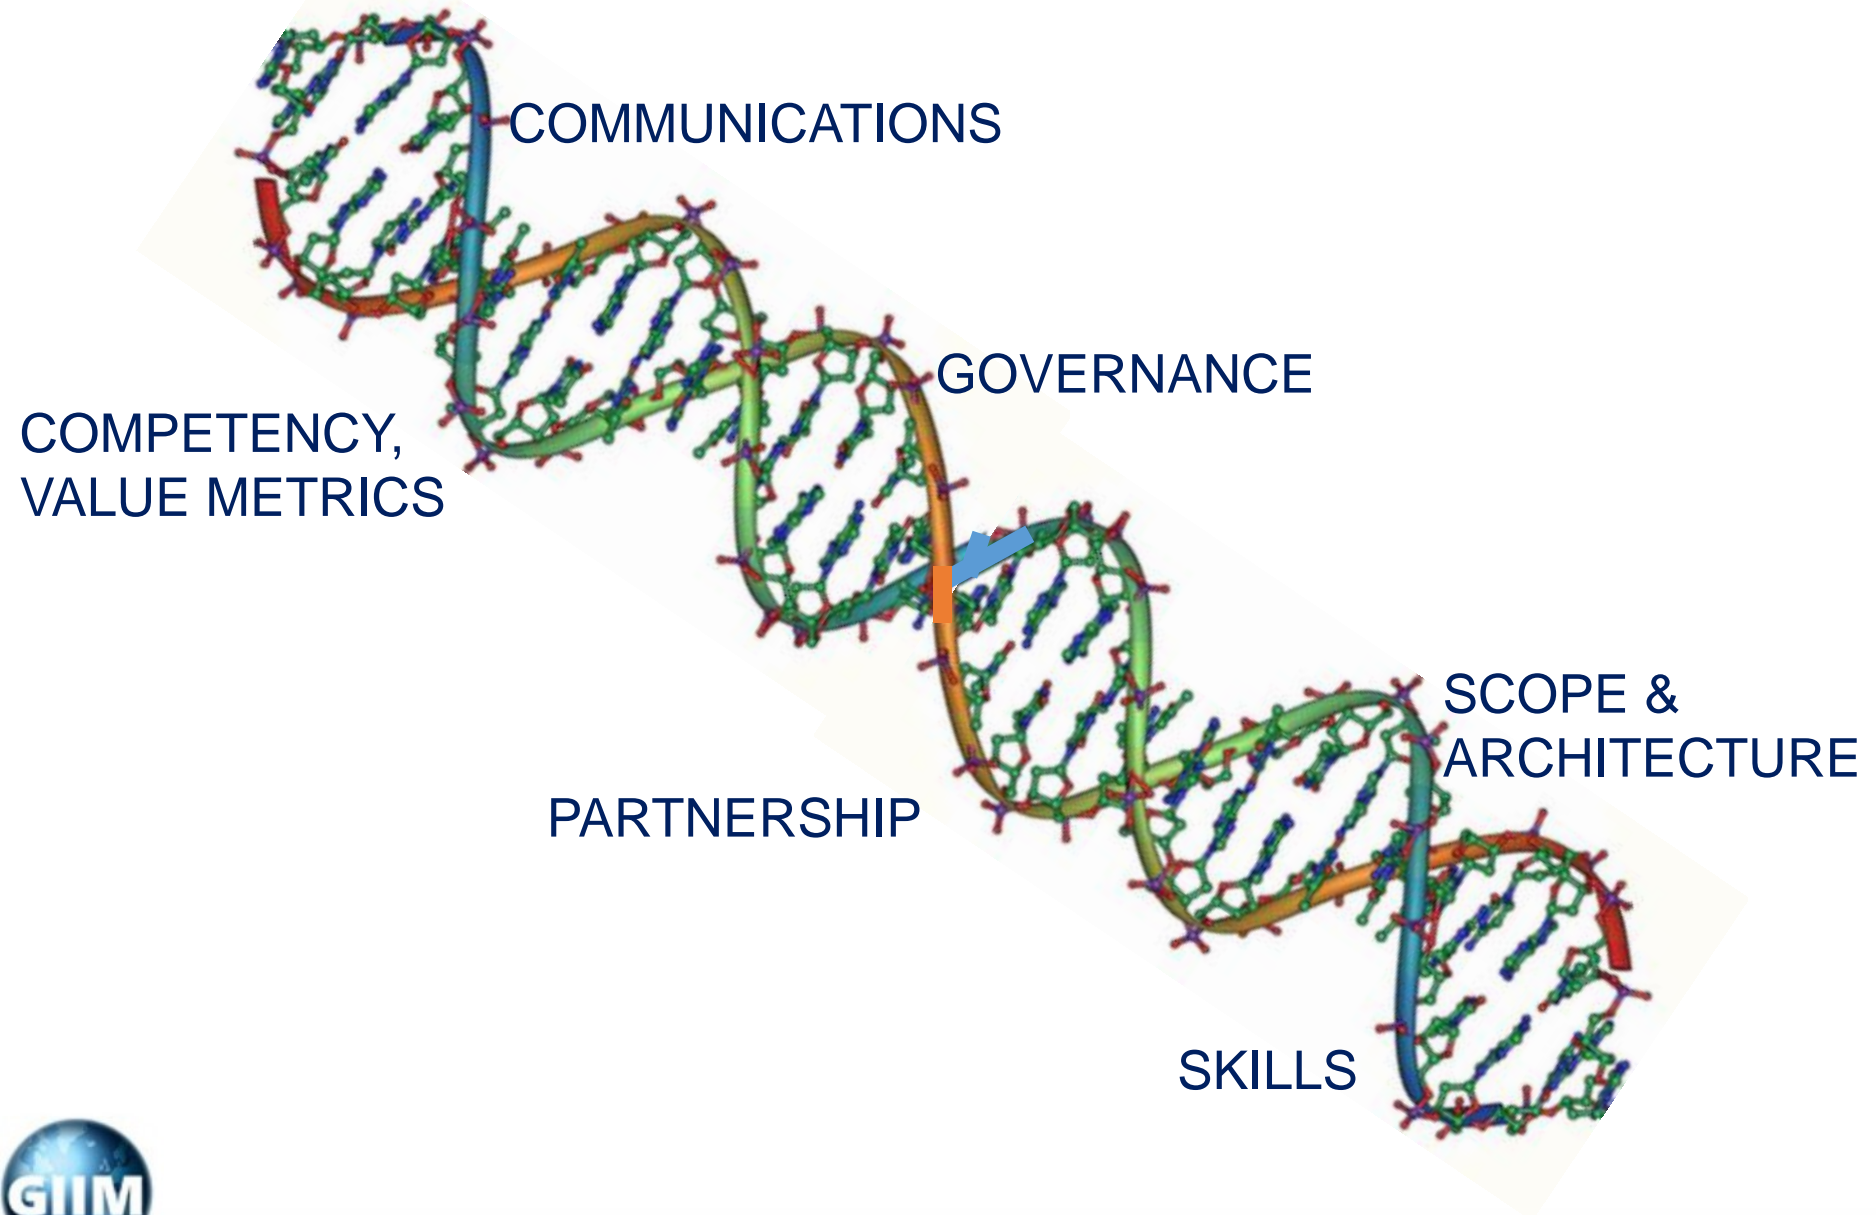 COMMUNICATIONS
GOVERNANCE
COMPETENCY,
VALUE METRICS
SCOPE &
ARCHITECTURE
PARTNERSHIP
SKILLS
GIIM